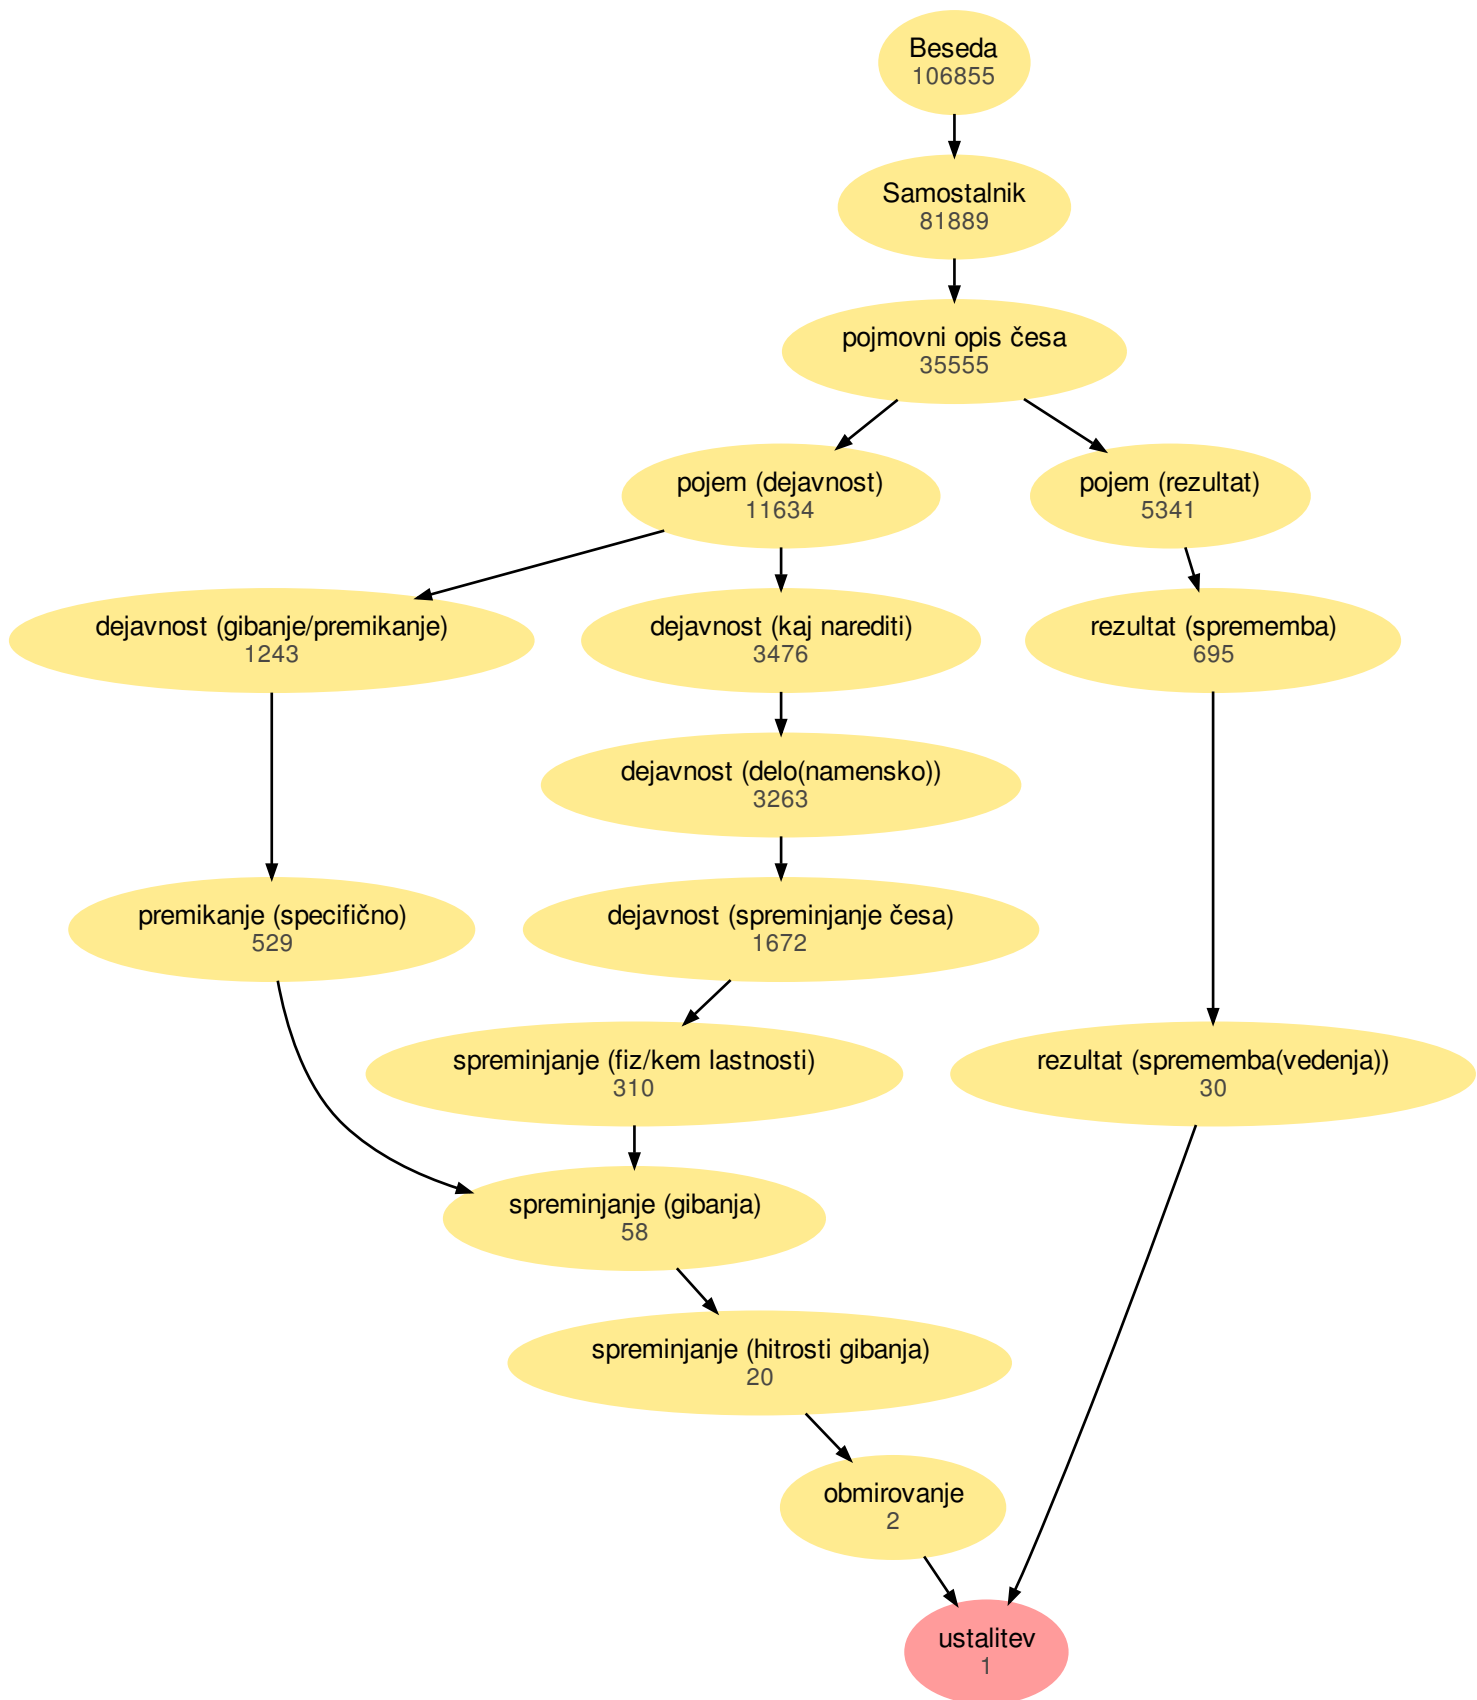 Beseda
106855
Samostalnik
81889
pojmovni opis česa
35555
pojem (dejavnost)
11634
pojem (rezultat)
5341
dejavnost (gibanje/premikanje)
1243
dejavnost (kaj narediti)
3476
rezultat (sprememba)
695
dejavnost (delo(namensko))
3263
premikanje (specifično)
529
dejavnost (spreminjanje česa)
1672
spreminjanje (fiz/kem lastnosti)
310
rezultat (sprememba(vedenja))
30
spreminjanje (gibanja)
58
spreminjanje (hitrosti gibanja)
20
obmirovanje
2
ustalitev
1